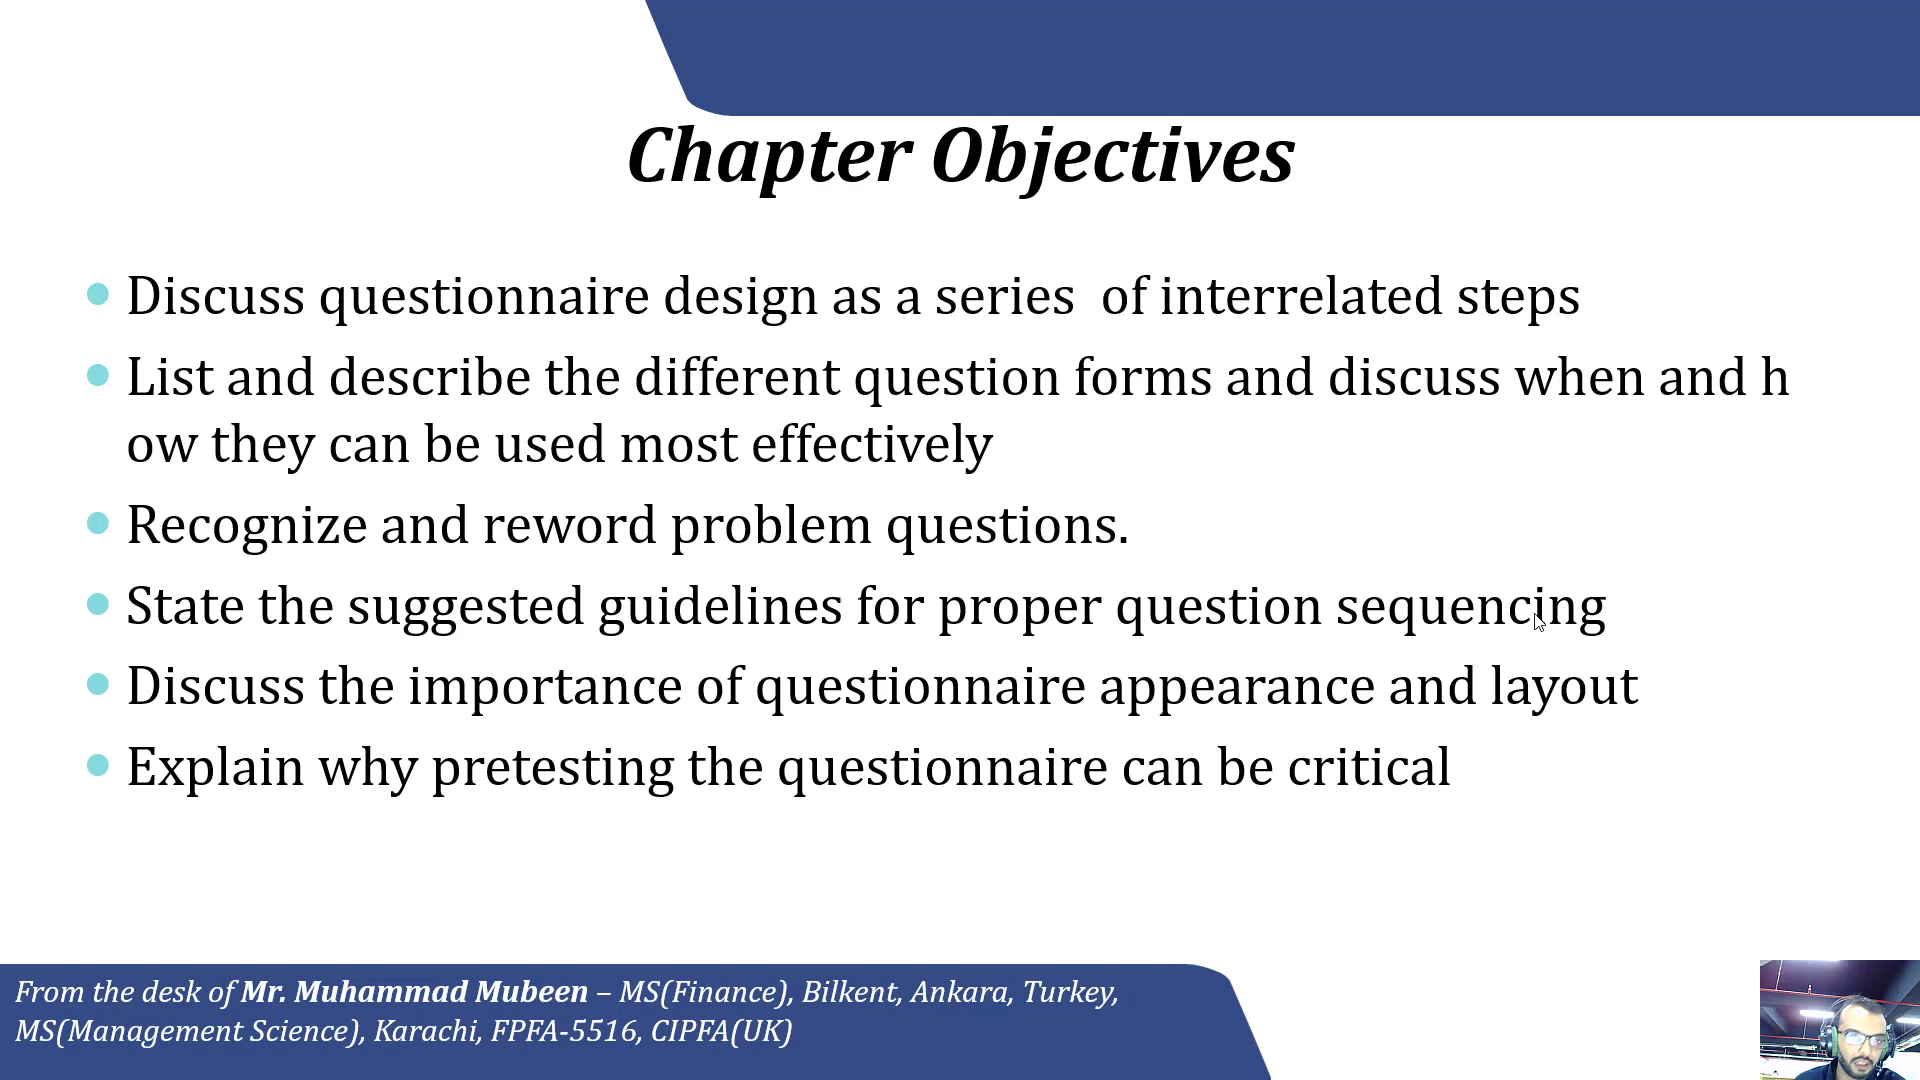 Chapter Objectives
Discuss questionnaire design as a series  of interrelated steps
List and describe the different question forms and discuss when and h
ow they can be used most effectively
Recognize and reword problem questions.
State the suggested guidelines for proper question sequencing
Discuss the importance of questionnaire appearance and layout
Explain why pretesting the questionnaire can be critical
From the desk of Mr. Muhammad Mubeen – MS(Finance), Bilkent, Ankara, Turkey,
MS(Management Science), Karachi, FPFA-5516, CIPFA(UK)